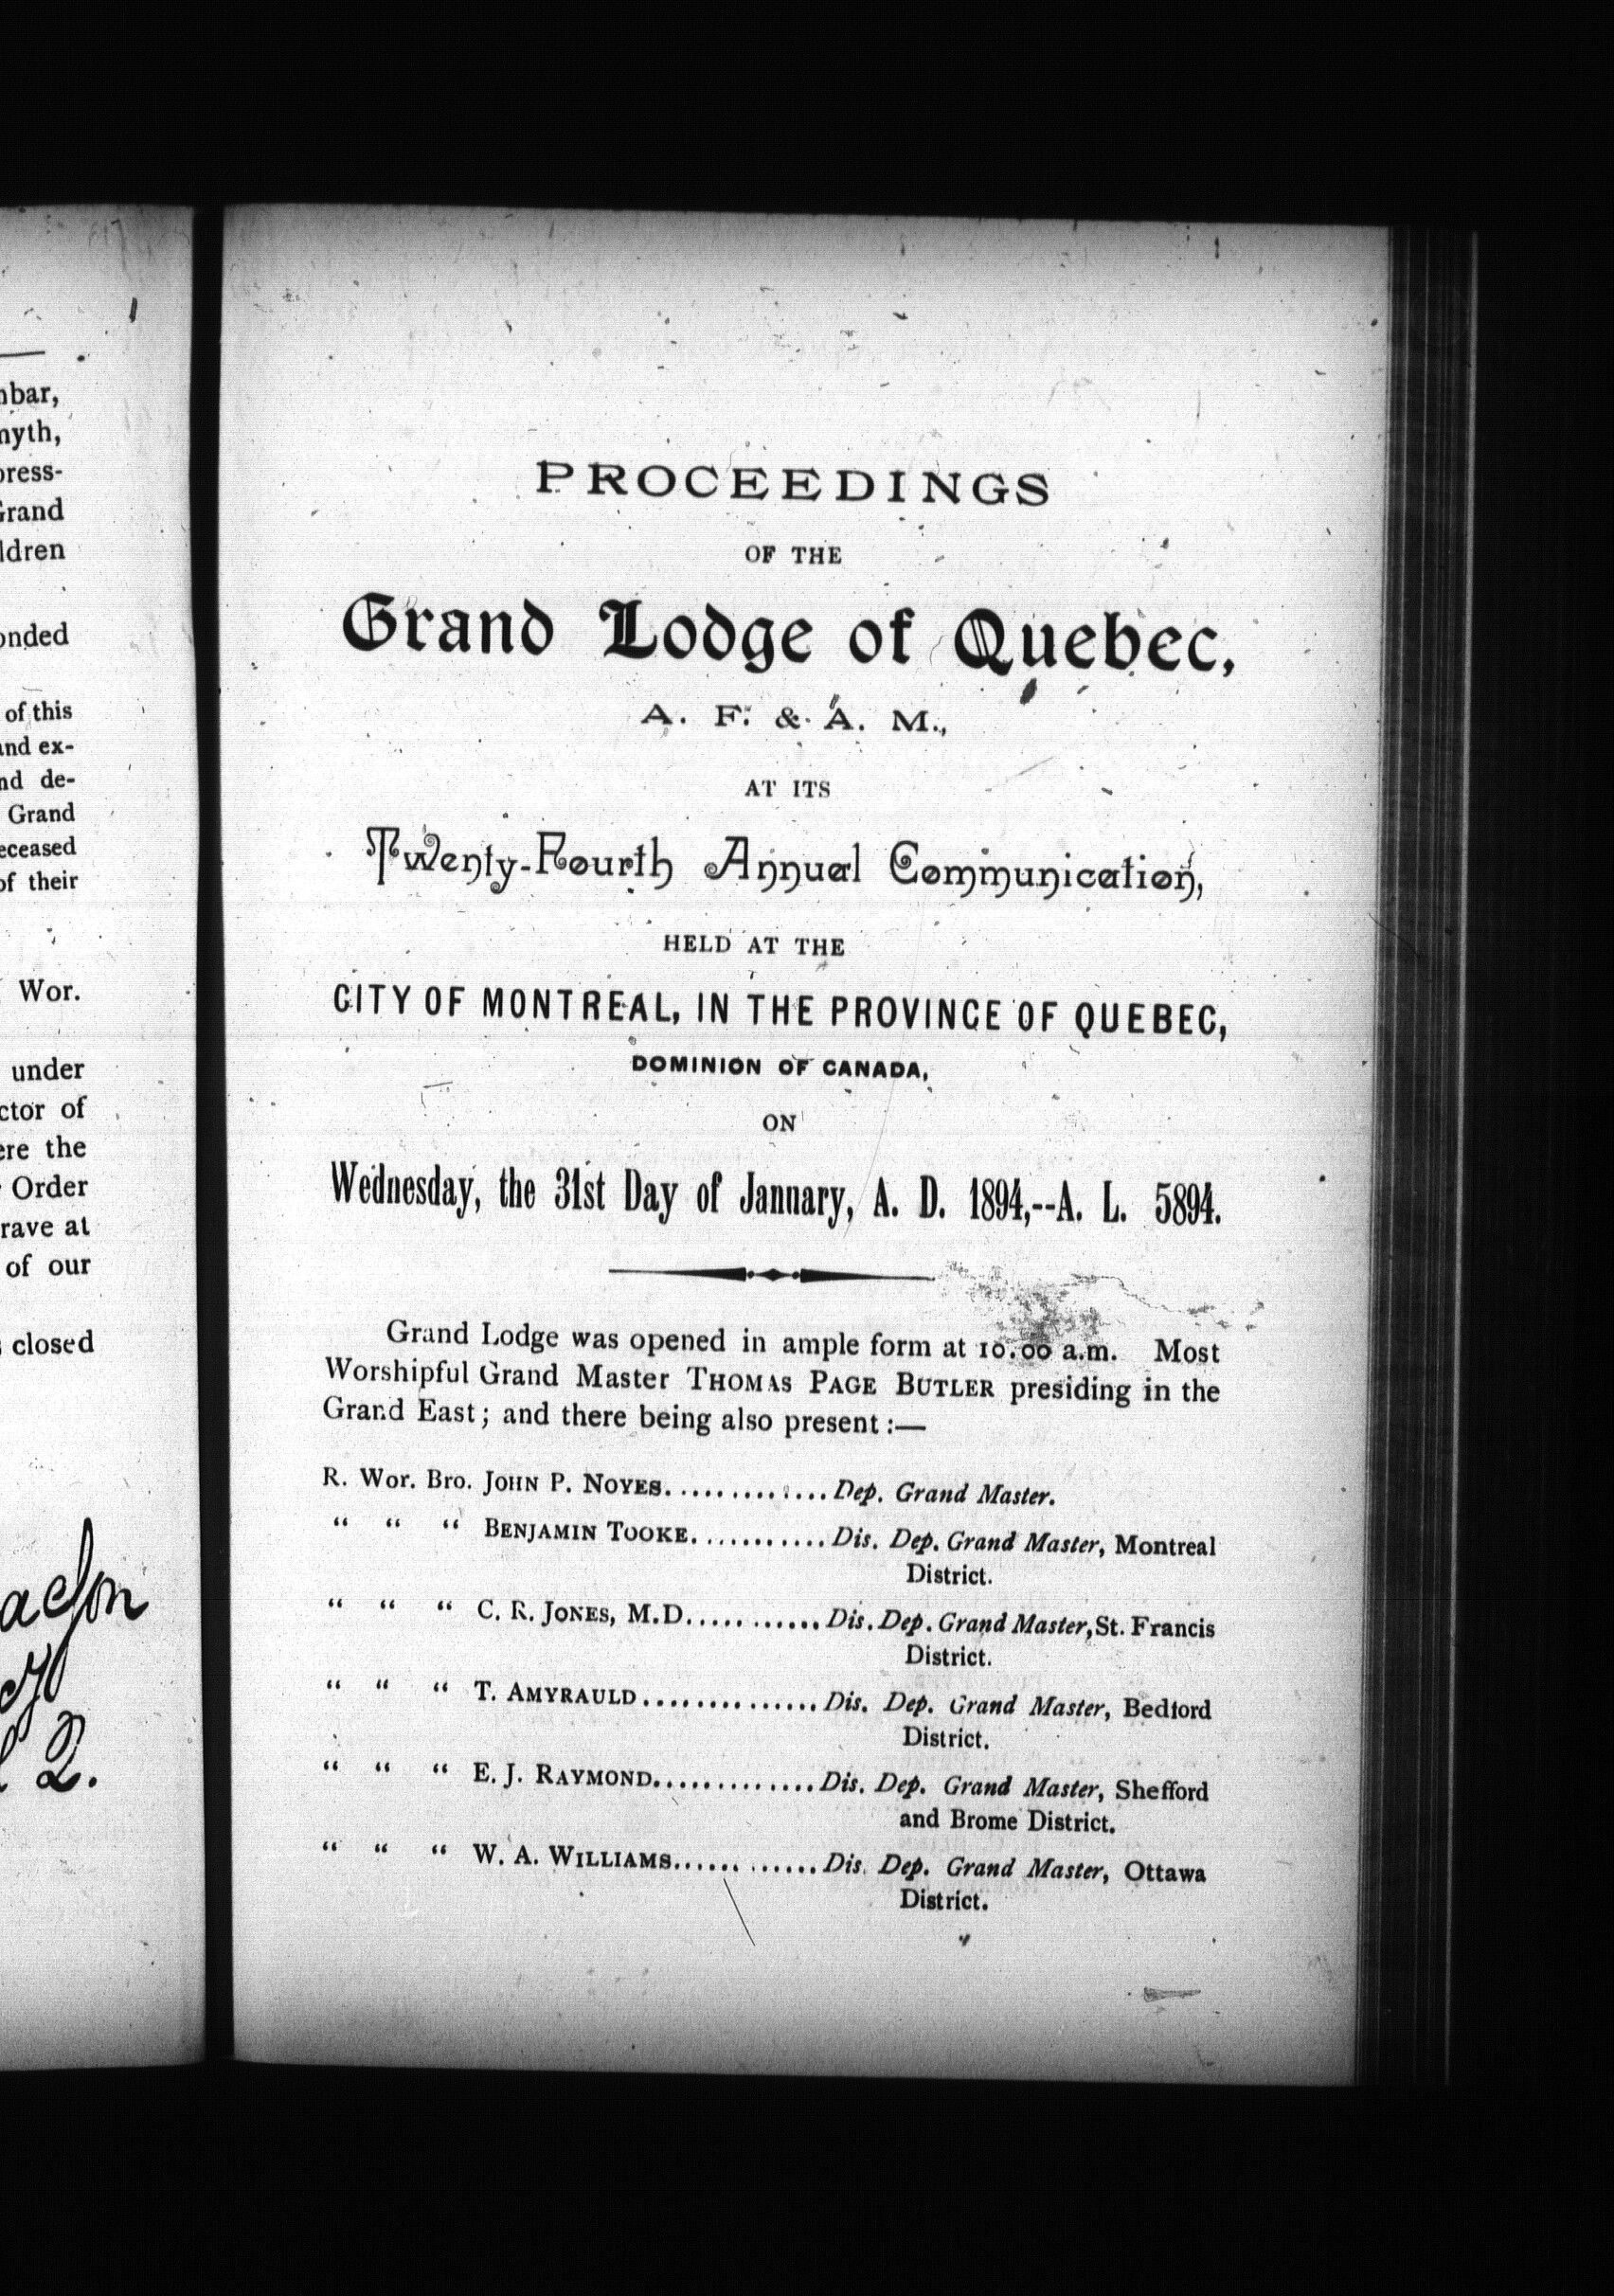 nbar,
nyth,
press-
Grand
ldren
onded
of this
and ex-
nd de-
Grand
eceased
of their
Wor.
under
ctor of
ere the
Order
rave at
of our
closed
2.
PROCEEDINGS
OF THE
Grand Lodge of Quebec,
A. F. & A. M.,
AT ITS
Twenty-Fourth Annual Communication,
HELD AT THE
CITY OF MONTREAL, IN THE PROVINCE OF QUEBEC,
DOMINION OF CANADA,
ON
Wednesday, the 31st Day of January, A. D. 1894,--A. L. 5894.
Grand Lodge was opened in ample form at 10.00 a.m. Most
Worshipful Grand Master THOMAS PAGE BUTLER presiding in the
Grand East; and there being also present:—
R. Wor. Bro. JOHN P. NOYES.............Dep. Grand Master.
“ “ “ BENJAMIN TOOKE...........Dis. Dep. Grand Master, Montreal
District.
“ “ “ C. R. JONES, M.D...........Dis. Dep. Grand Master, St. Francis
District.
“ “ “ T. AMYRAULD..............Dis. Dep. Grand Master, Bedford
District.
“ “ “ E. J. RAYMOND.............Dis. Dep. Grand Master, Shefford
and Brome District.
“ “ “ W. A. WILLIAMS............Dis. Dep. Grand Master, Ottawa
District.